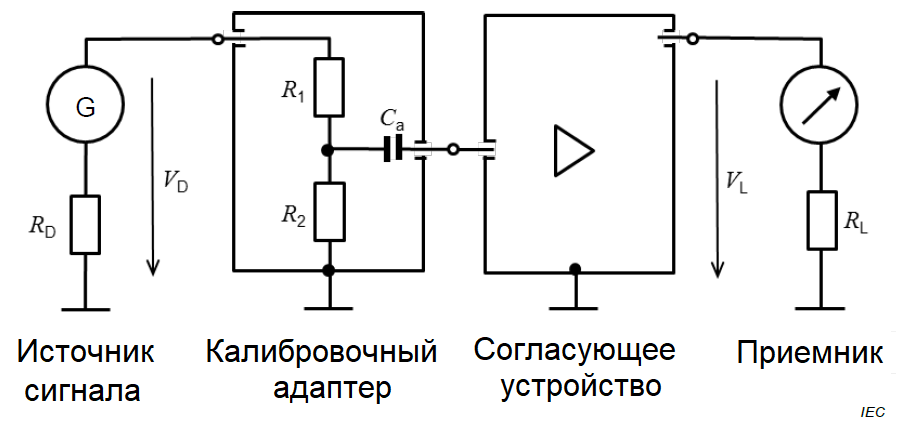 G
R1
Ca
VD
RD
R2
VL
RL
Источник
сигнала
Калибровочный
адаптер
Согласующее
устройство
Приемник
IEC